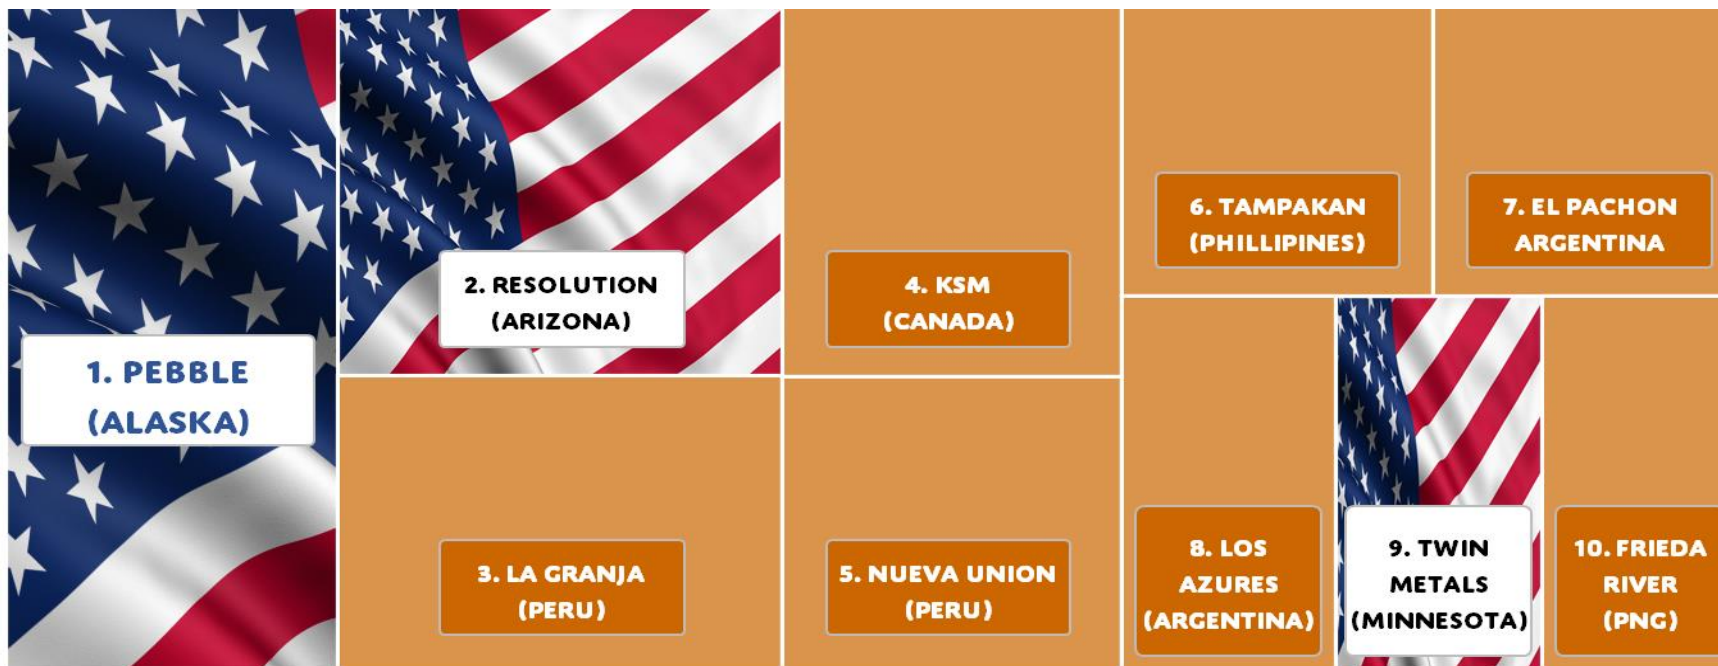 1. PEBBLE
(ALASKA)
2. RESOLUTION
(ARIZONA)
3. LA GRANJA
(PERU)
4. KSM
(CANADA)
5. NUEVA UNION
(PERU)
6. TAMPAKAN
(PHILLIPINES)
7. EL PACHON
ARGENTINA
8. LOS
AZURES
(ARGENTINA)
9. TWIN
METALS
(MINNESOTA)
10. FRIEDA
RIVER
(PNG)